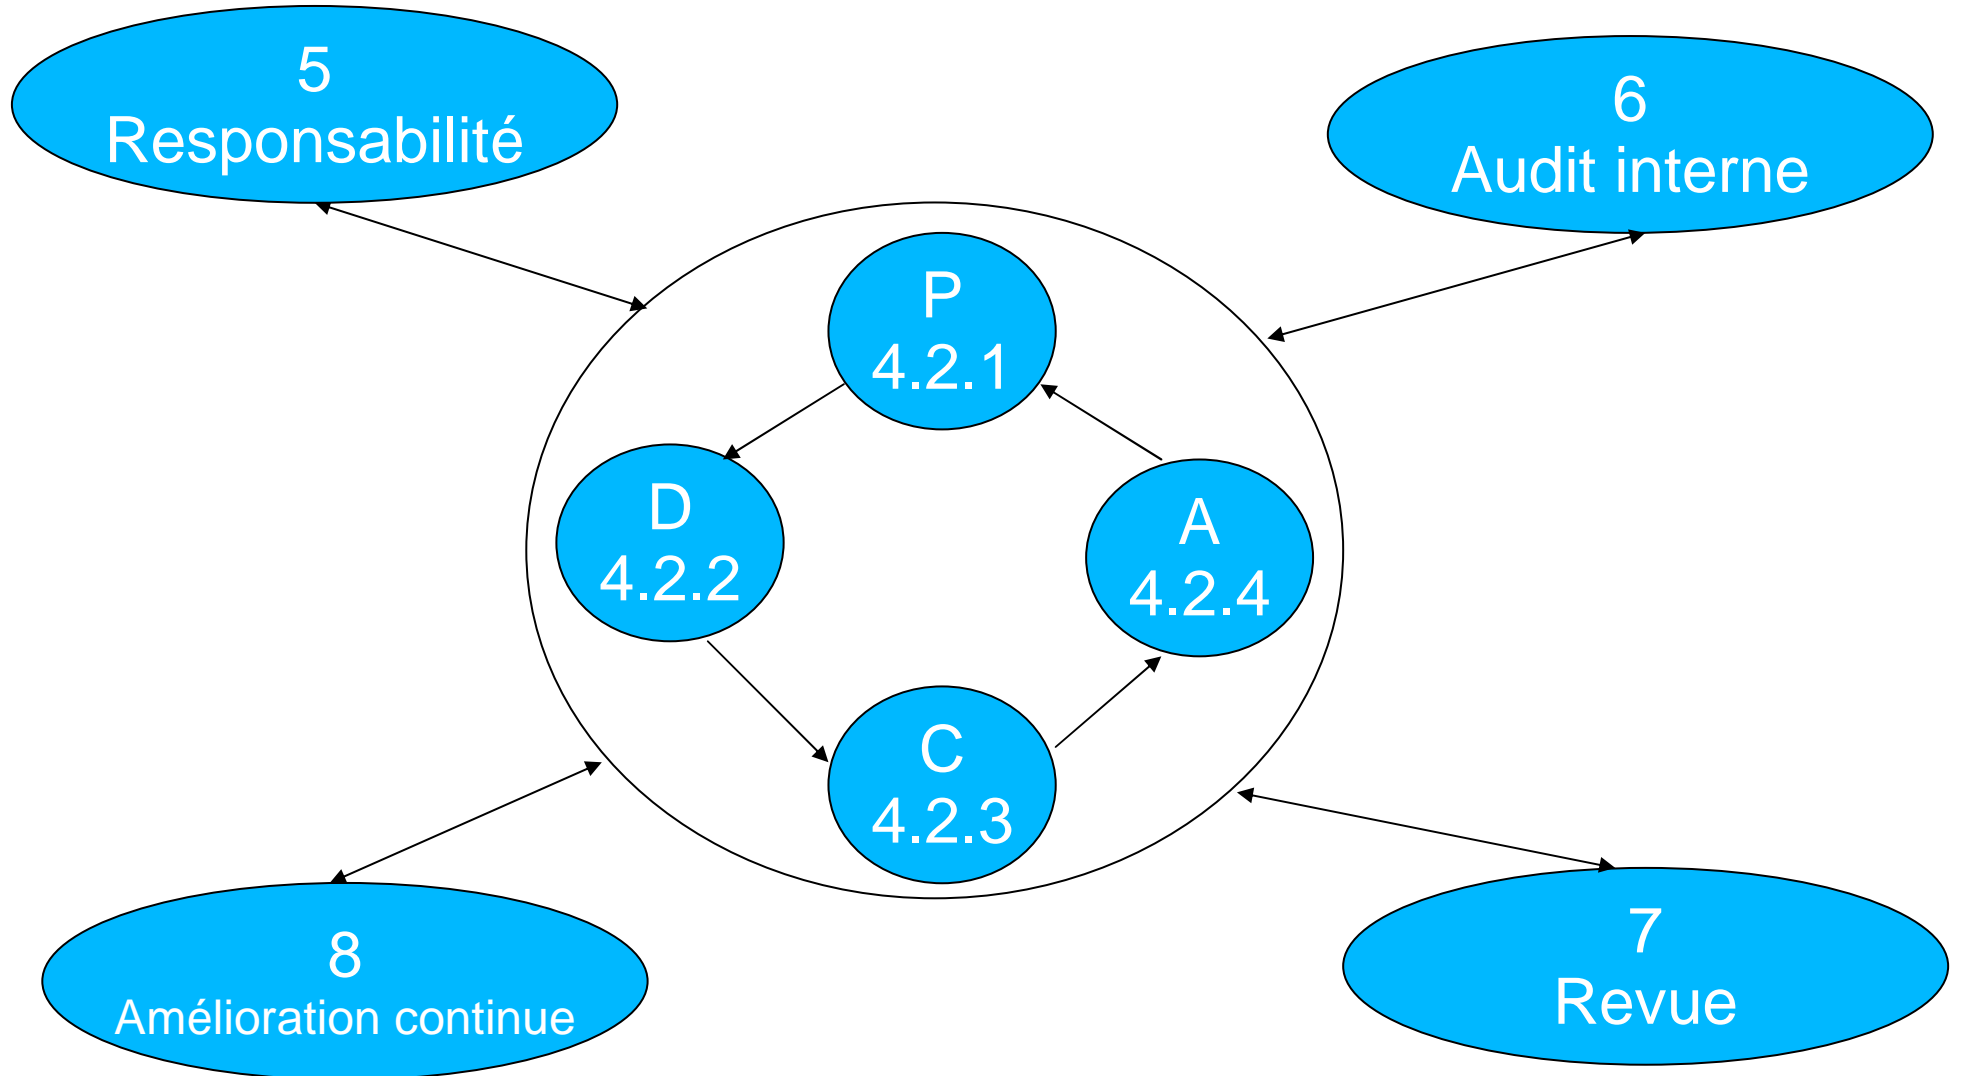 5
Responsabilité
6
Audit interne
P
4.2.1
D
4.2.2
A
4.2.4
C
4.2.3
8
Amélioration continue
7
Revue